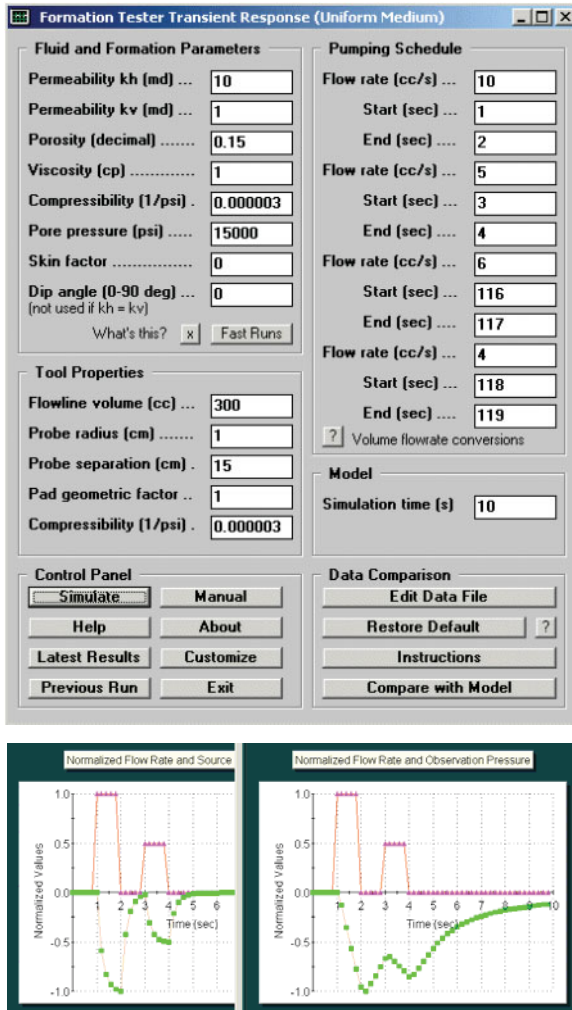 Formation Tester Transient Response (Uniform Medium)
Fluid and Formation Parameters
Permeability kh (md) ... 10
Permeability kv (md) ... 1
Porosity (decimal) ....... 0.15
Viscosity (cp) ............. 1
Compressibility (1/psi) . 0.000003
Pore pressure (psi) ..... 15000
Skin factor ................ 0
Dip angle (0-90 deg) ... 0
(not used if kh = kv)
What's this? x Fast Runs
Tool Properties
Flowline volume (cc) ... 300
Probe radius (cm) ....... 1
Probe separation (cm) . 15
Pad geometric factor .. 1
Compressibility (1/psi) . 0.000003
Control Panel
Simulate Manual
Help About
Latest Results Customize
Previous Run Exit
Pumping Schedule
Flow rate (cc/s) ... 10
Start (sec) ... 1
End (sec) .... 2
Flow rate (cc/s) ... 5
Start (sec) ... 3
End (sec) ... 4
Flow rate (cc/s) ... 6
Start (sec) ... 116
End (sec) .... 117
Flow rate (cc/s) ... 4
Start (sec) ... 118
End (sec) .... 119
? Volume flowrate conversions
Model
Simulation time (s) 10
Data Comparison
Edit Data File
Restore Default ?
Instructions
Compare with Model
Normalized Flow Rate and Source
Normalized Values
1.0
0.5
0.0
-0.5
-1.0
1 2 3 4 5 6
Time (sec)
Normalized Flow Rate and Observation Pressure
Normalized Values
1.0
0.5
0.0
-0.5
-1.0
1 2 3 4 5 6 7 8 9 10
Time (sec)